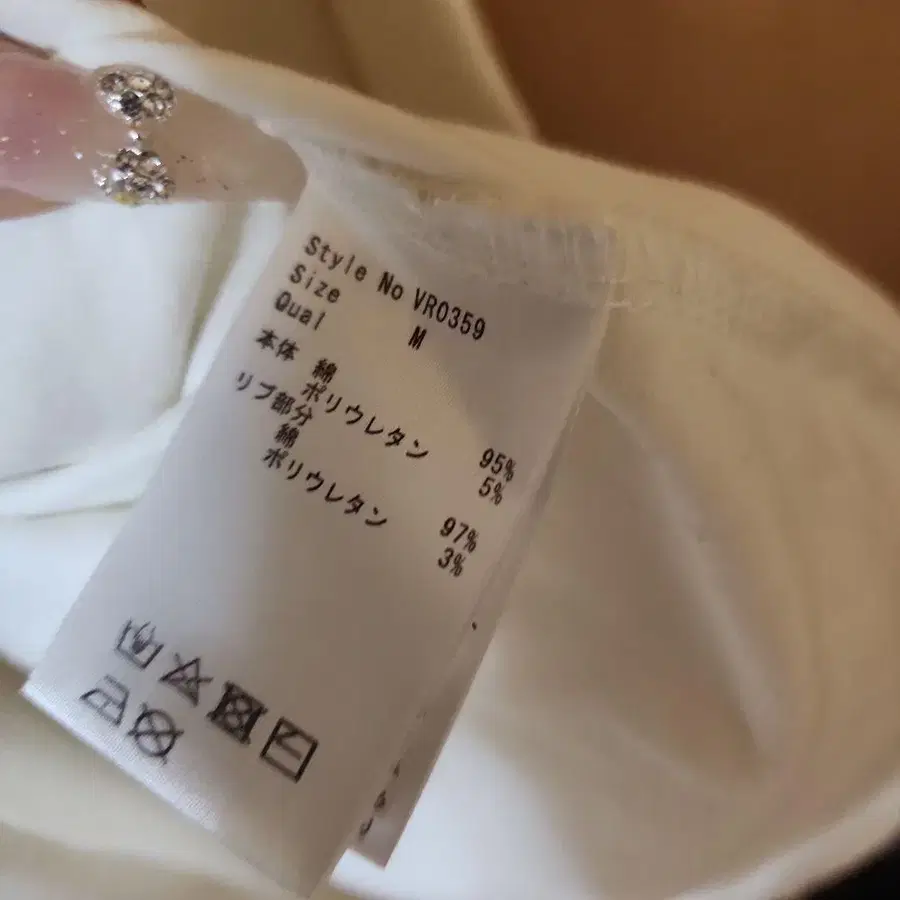 Style No VR0359
Size M
Qual
本体 綿 95%
ポリウレタン 5%
リブ部分
綿 97%
ポリウレタン 3%